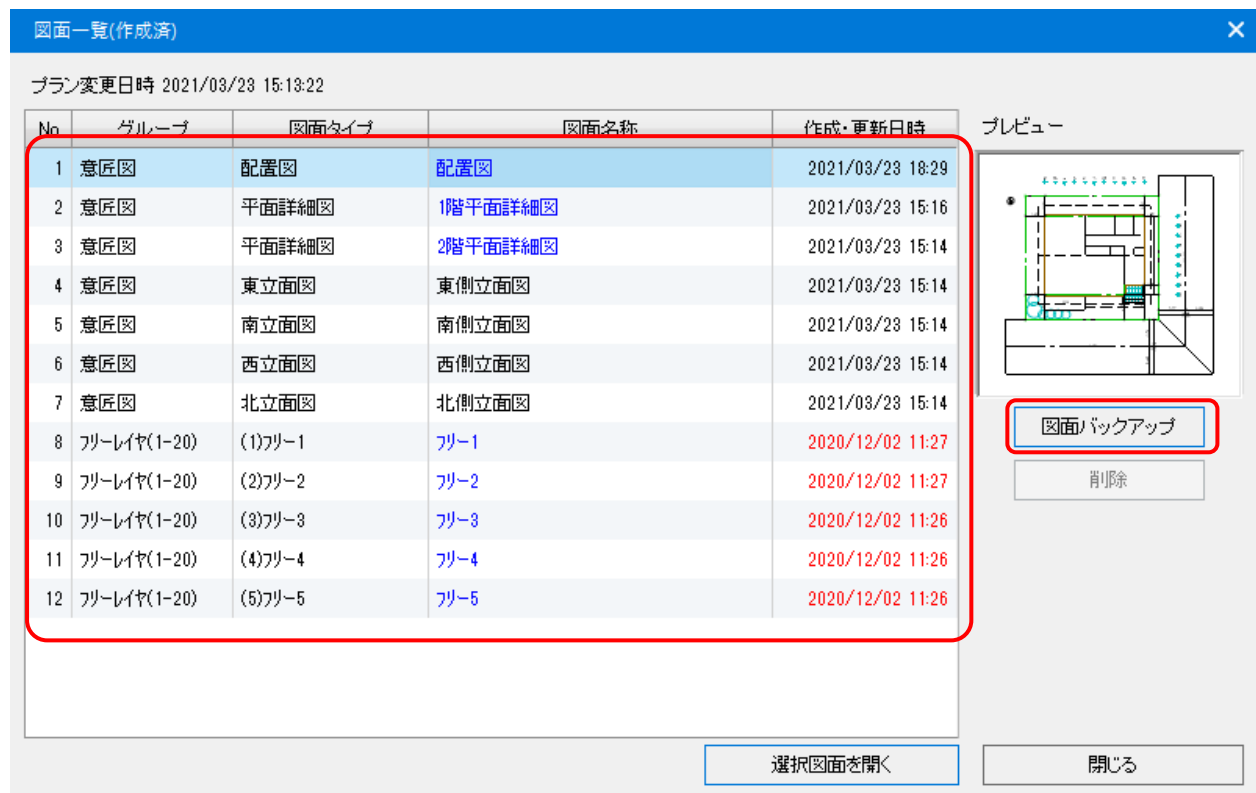 図面一覧(作成済)
プラン変更日時 2021/03/23 15:13:22
No グループ 図面タイプ 図面名称 作成・更新日時 プレビュー
1 意匠図 配置図 配置図 2021/03/23 18:29
2 意匠図 平面詳細図 1階平面詳細図 2021/03/23 15:16
3 意匠図 平面詳細図 2階平面詳細図 2021/03/23 15:14
4 意匠図 東立面図 東側立面図 2021/03/23 15:14
5 意匠図 南立面図 南側立面図 2021/03/23 15:14
6 意匠図 西立面図 西側立面図 2021/03/23 15:14
7 意匠図 北立面図 北側立面図 2021/03/23 15:14
8 フリーレイヤ(1-20) (1)フリー1 フリー1 2020/12/02 11:27
9 フリーレイヤ(1-20) (2)フリー2 フリー2 2020/12/02 11:27
10 フリーレイヤ(1-20) (3)フリー3 フリー3 2020/12/02 11:26
11 フリーレイヤ(1-20) (4)フリー4 フリー4 2020/12/02 11:26
12 フリーレイヤ(1-20) (5)フリー5 フリー5 2020/12/02 11:26
図面バックアップ
削除
選択図面を開く
閉じる